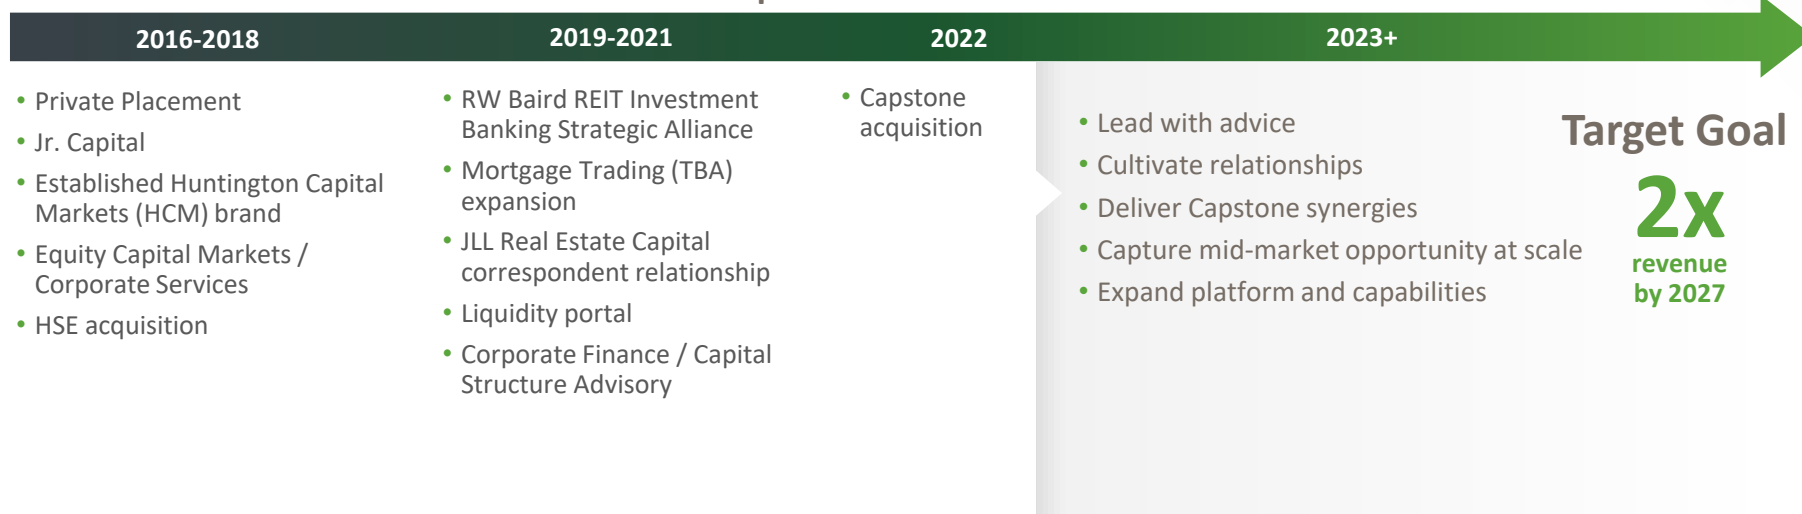 2016-2018
2019-2021
2022
2023+
• Private Placement
• Jr. Capital
• Established Huntington Capital
Markets (HCM) brand
• Equity Capital Markets /
Corporate Services
• HSE acquisition
• RW Baird REIT Investment
Banking Strategic Alliance
• Mortgage Trading (TBA)
expansion
• JLL Real Estate Capital
correspondent relationship
• Liquidity portal
• Corporate Finance / Capital
Structure Advisory
• Capstone
acquisition
• Lead with advice
• Cultivate relationships
• Deliver Capstone synergies
• Capture mid-market opportunity at scale
• Expand platform and capabilities
Target Goal
2x
revenue
by 2027